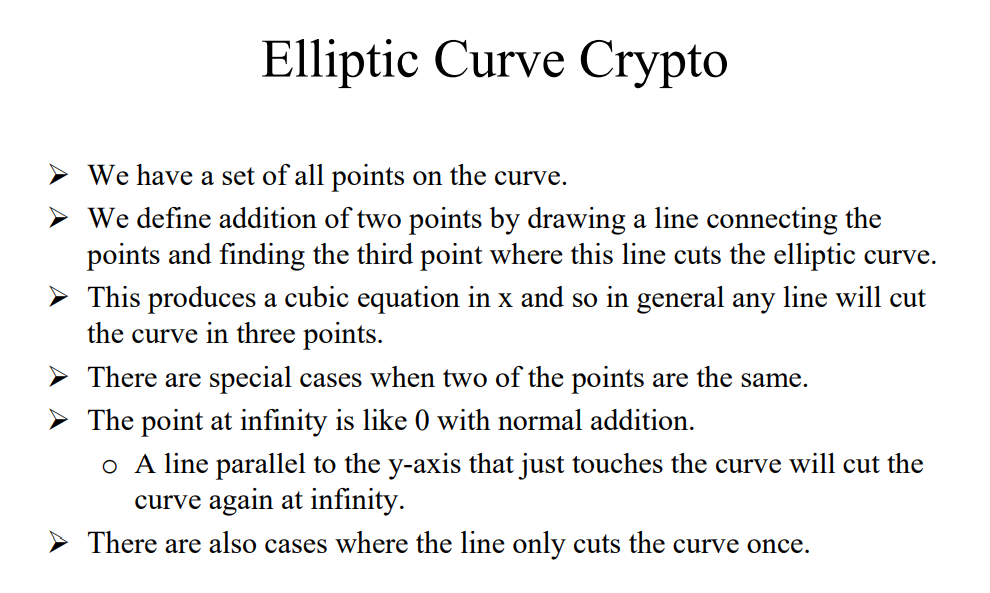 Elliptic Curve Crypto
➢ We have a set of all points on the curve.
➢ We define addition of two points by drawing a line connecting the
points and finding the third point where this line cuts the elliptic curve.
➢ This produces a cubic equation in x and so in general any line will cut
the curve in three points.
➢ There are special cases when two of the points are the same.
➢ The point at infinity is like 0 with normal addition.
o A line parallel to the y-axis that just touches the curve will cut the
curve again at infinity.
➢ There are also cases where the line only cuts the curve once.